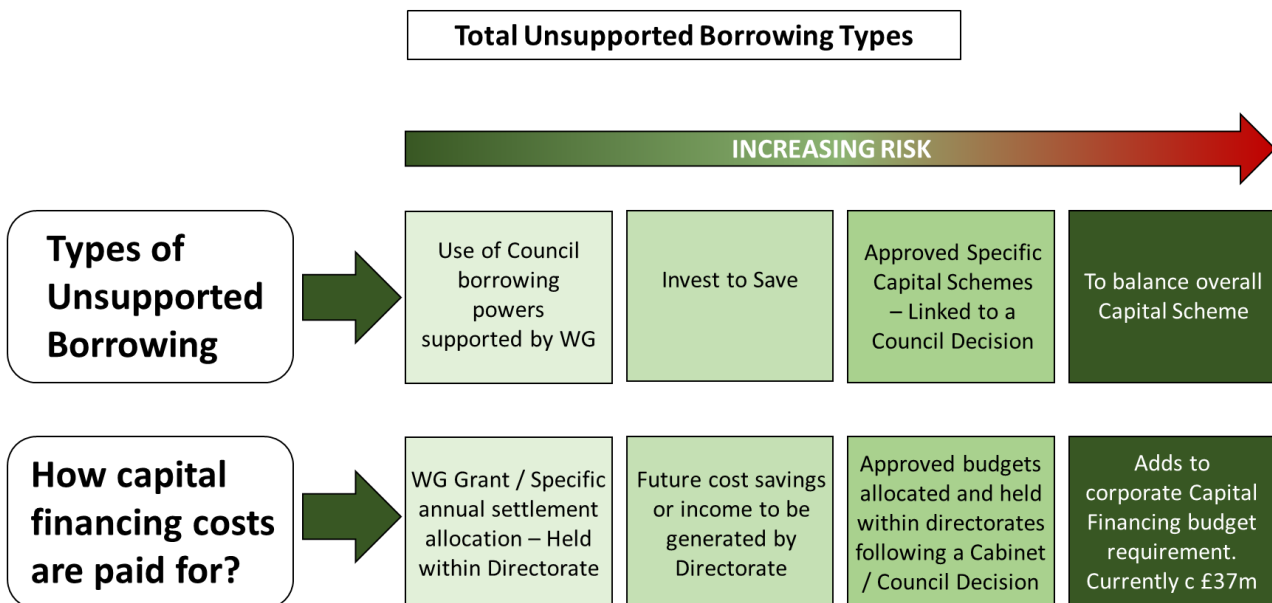 Total Unsupported Borrowing Types
INCREASING RISK
Types of
Unsupported
Borrowing
Use of Council
borrowing
powers
supported by WG
Invest to Save
Approved Specific
Capital Schemes
– Linked to a
Council Decision
To balance overall
Capital Scheme
How capital
financing costs
are paid for?
WG Grant / Specific
annual settlement
allocation – Held
within Directorate
Future cost savings
or income to be
generated by
Directorate
Approved budgets
allocated and held
within directorates
following a Cabinet
/ Council Decision
Adds to
corporate Capital
Financing budget
requirement.
Currently c £37m